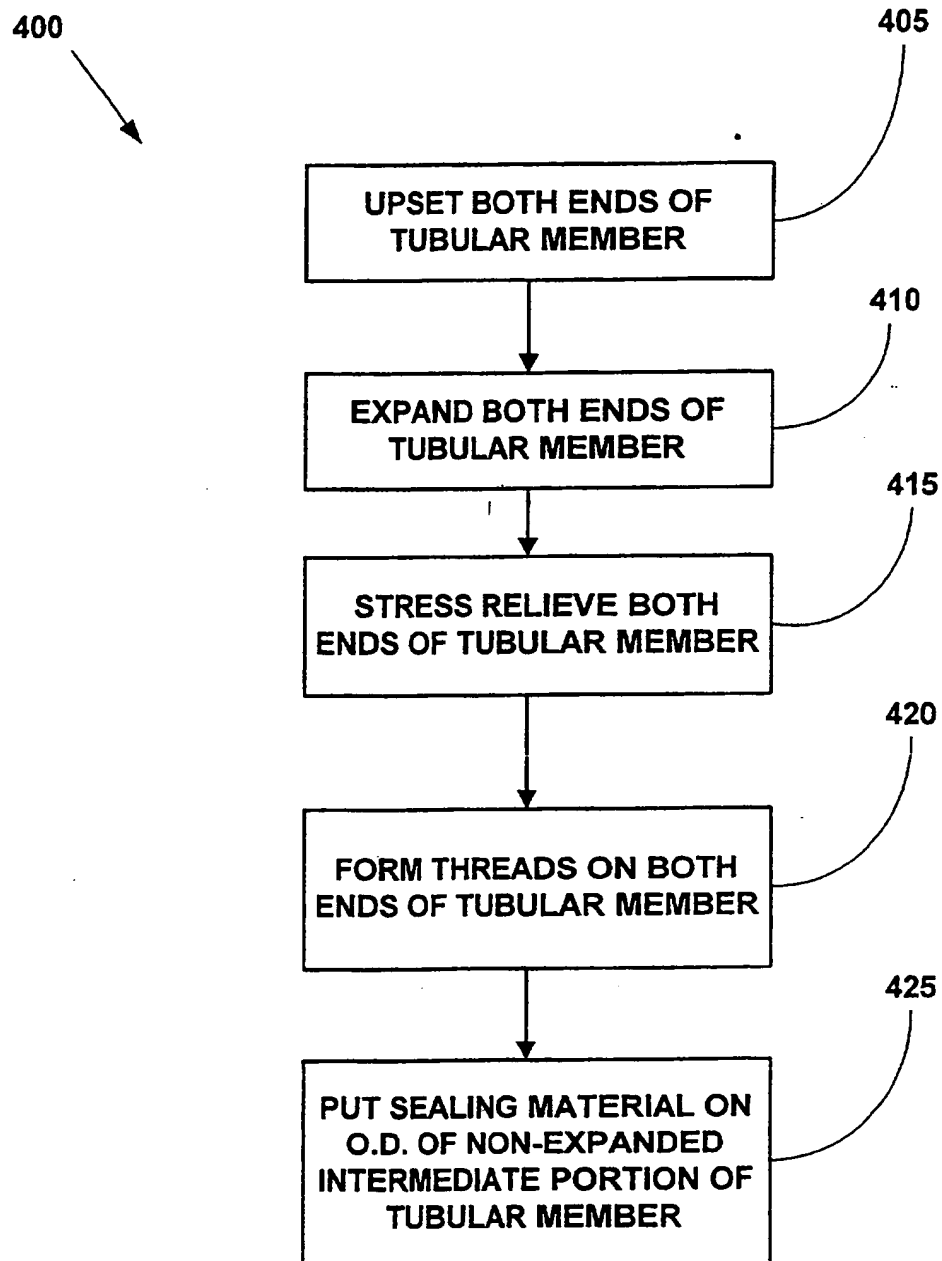 400
405
UPSET BOTH ENDS OF
TUBULAR MEMBER
410
EXPAND BOTH ENDS OF
TUBULAR MEMBER
415
STRESS RELIEVE BOTH
ENDS OF TUBULAR MEMBER
420
FORM THREADS ON BOTH
ENDS OF TUBULAR MEMBER
425
PUT SEALING MATERIAL ON
O.D. OF NON-EXPANDED
INTERMEDIATE PORTION OF
TUBULAR MEMBER